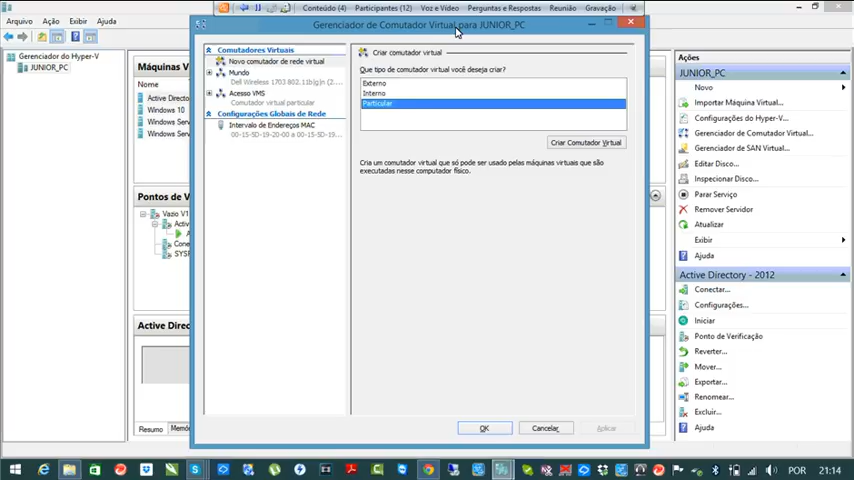 Conteúdo (4) Participantes (12) Voz e Vídeo Perguntas e Respostas Reunião Gravação
Gerenciador de Comutador Virtual para JUNIOR_PC
Arquivo Ação Exibir Ajuda
Gerenciador do Hyper-V
JUNIOR_PC
Máquinas V
Nome
Active Directo
Windows 10
Windows Serv
Windows Serv
Pontos de V
Vazio V1
Activ
A
Cone
SYSP
Active Direc
Resumo Memó
Comutadores Virtuais
Novo comutador de rede virtual
Mundo
Dell Wireless 1703 802.11b|g|n (2....
Acesso VMS
Comutador virtual particular
Configurações Globais de Rede
Intervalo de Endereços MAC
00-15-5D-19-20-00 a 00-15-5D-19...
Criar comutador virtual
Que tipo de comutador virtual você deseja criar?
Externo
Interno
Particular
Criar Comutador Virtual
Cria um comutador virtual que só pode ser usado pelas máquinas virtuais que são
executadas nesse computador físico.
OK Cancelar Aplicar
Ações
JUNIOR_PC
Novo
Importar Máquina Virtual...
Configurações do Hyper-V...
Gerenciador de Comutador Virtual...
Gerenciador de SAN Virtual...
Editar Disco...
Inspecionar Disco...
Parar Serviço
Remover Servidor
Atualizar
Exibir
Ajuda
Active Directory - 2012
Conectar...
Configurações...
Iniciar
Ponto de Verificação
Reverter...
Mover...
Exportar...
Renomear...
Excluir...
Ajuda
POR 21:14